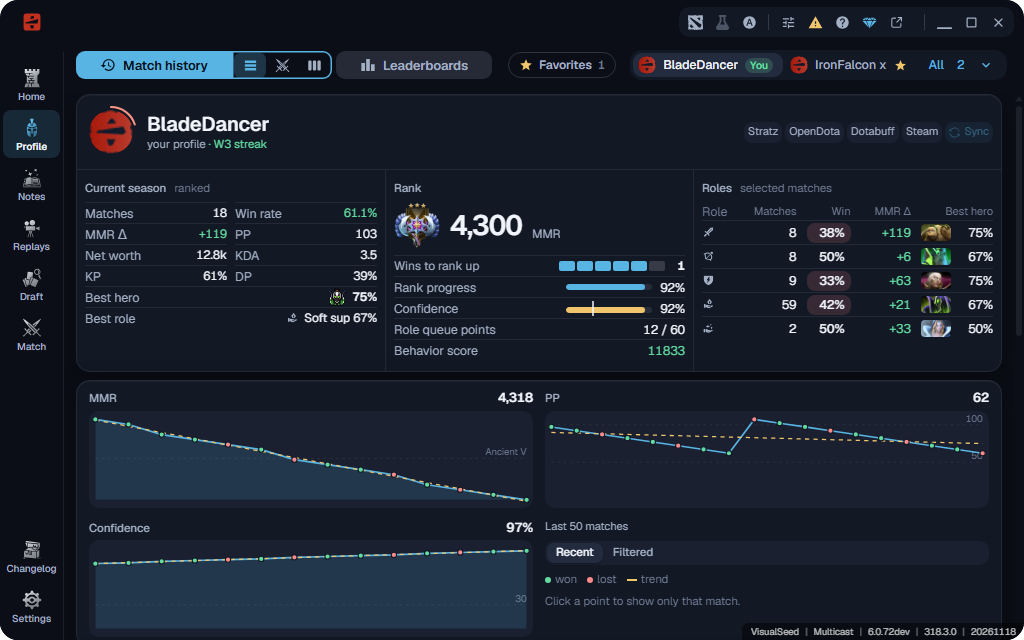 Match history
Leaderboards
Favorites 1
BladeDancer You
IronFalcon x
All 2
Home
Profile
Notes
Replays
Draft
Match
Changelog
Settings
BladeDancer
your profile · W3 streak
Stratz
OpenDota
Dotabuff
Steam
Sync
Current season ranked
Matches 18 Win rate 61.1%
MMR Δ +119 PP 103
Net worth 12.8k KDA 3.5
KP 61% DP 39%
Best hero 75%
Best role Soft sup 67%
Rank
4,300 MMR
Wins to rank up 1
Rank progress 92%
Confidence 92%
Role queue points 12 / 60
Behavior score 11833
Roles selected matches
Role Matches Win MMR Δ Best hero
8 38% +119 75%
8 50% +6 67%
9 33% +63 75%
59 42% +21 67%
2 50% +33 50%
MMR 4,318
Ancient V
PP 62
100
50
Confidence 97%
30
Last 50 matches
Recent Filtered
won lost trend
Click a point to show only that match.
VisualSeed | Multicast | 6.0.72dev | 318.3.0 | 20261118